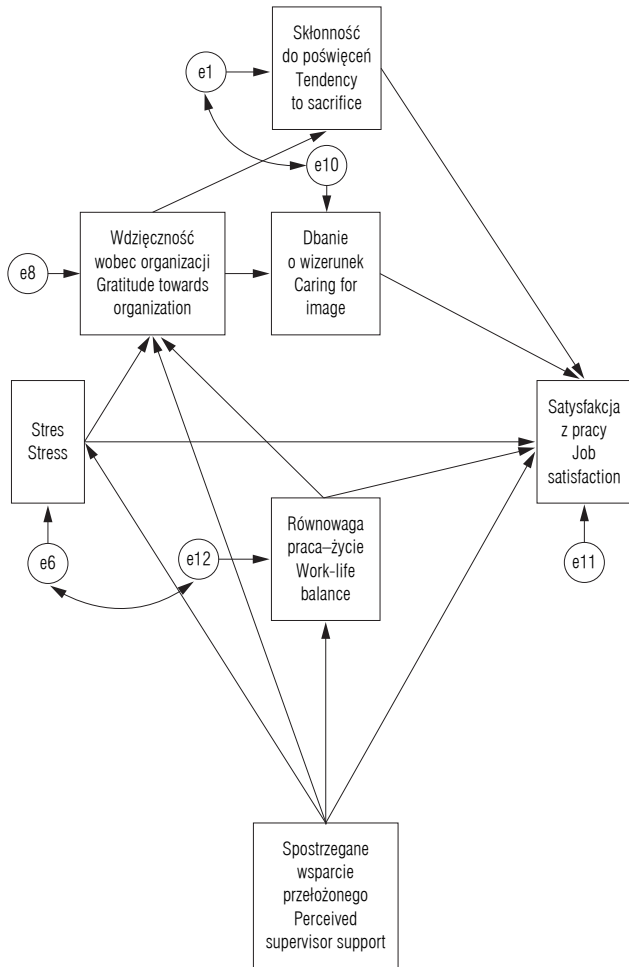 Skłonność
do poświęceń
Tendency
to sacrifice
e1
e10
Wdzięczność
wobec organizacji
Gratitude towards
organization
Dbanie
o wizerunek
Caring for
image
e8
Stres
Stress
Satysfakcja
z pracy
Job
satisfaction
Równowaga
praca–życie
Work-life
balance
e6
e12
e11
Spostrzegane
wsparcie
przełożonego
Perceived
supervisor support